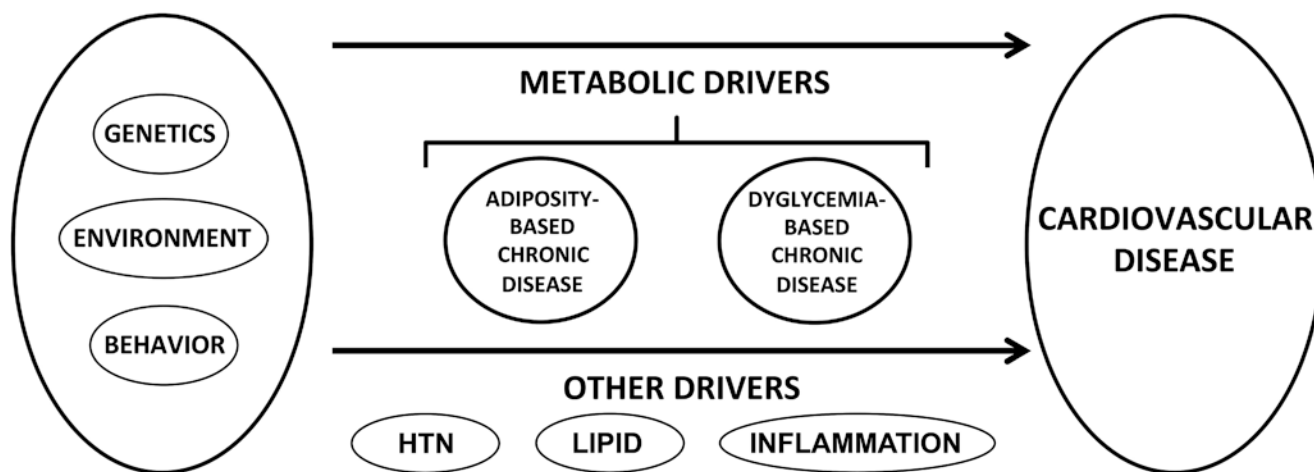 GENETICS
ENVIRONMENT
BEHAVIOR
METABOLIC DRIVERS
ADIPOSITY-
BASED
CHRONIC
DISEASE
DYGLYCEMIA-
BASED
CHRONIC
DISEASE
OTHER DRIVERS
HTN
LIPID
INFLAMMATION
CARDIOVASCULAR
DISEASE